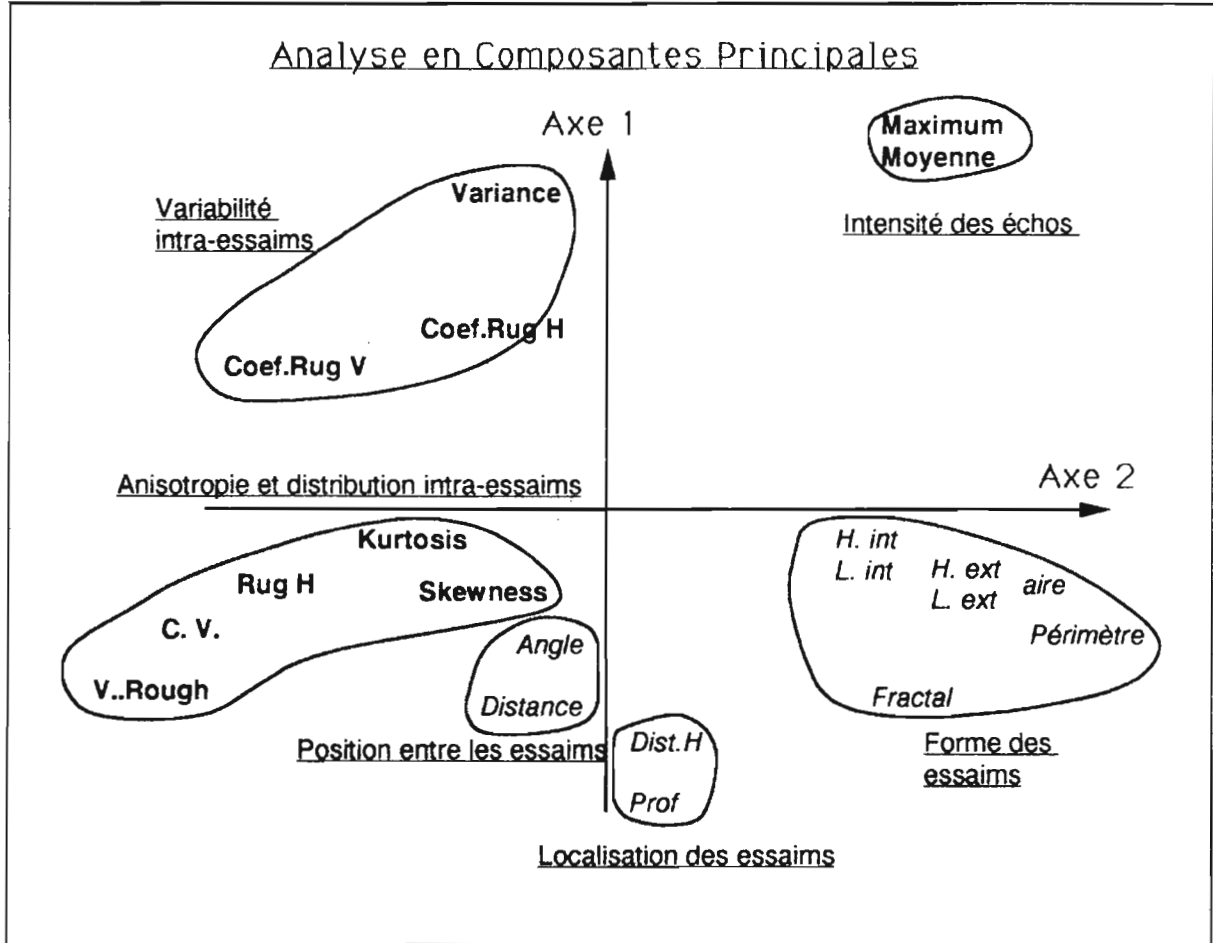 Analyse en Composantes Principales
Axe 1
Maximum
Moyenne
Intensité des échos
Variabilité
intra-essaims
Variance
Coef.Rug H
Coef.Rug V
Anisotropie et distribution intra-essaims
Axe 2
Kurtosis
Rug H
Skewness
C. V.
V..Rough
Angle
Distance
Position entre les essaims
Dist.H
Prof
Localisation des essaims
H. int
L. int
H. ext
L. ext
aire
Périmètre
Fractal
Forme des
essaims